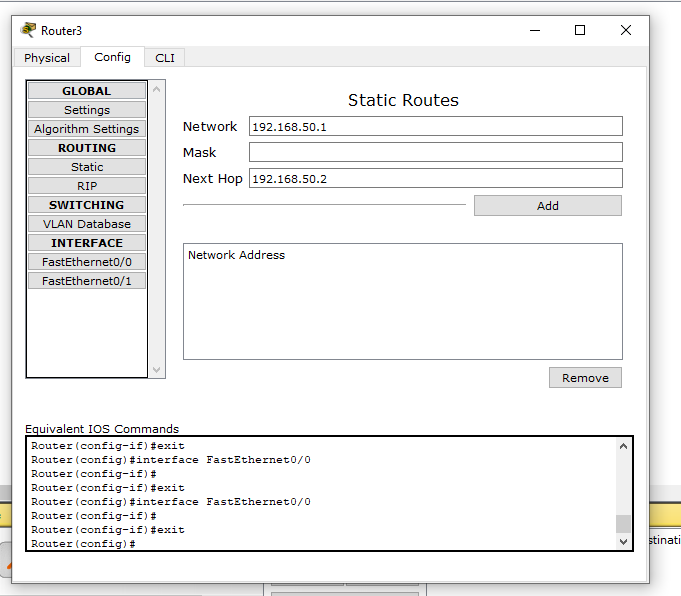 Router3
Physical
Config
CLI
GLOBAL
Settings
Algorithm Settings
ROUTING
Static
RIP
SWITCHING
VLAN Database
INTERFACE
FastEthernet0/0
FastEthernet0/1
Static Routes
Network 192.168.50.1
Mask
Next Hop 192.168.50.2
Add
Network Address
Remove
Equivalent IOS Commands
Router(config-if)#exit
Router(config)#interface FastEthernet0/0
Router(config-if)#
Router(config-if)#exit
Router(config)#interface FastEthernet0/0
Router(config-if)#
Router(config-if)#exit
Router(config)#
stinati